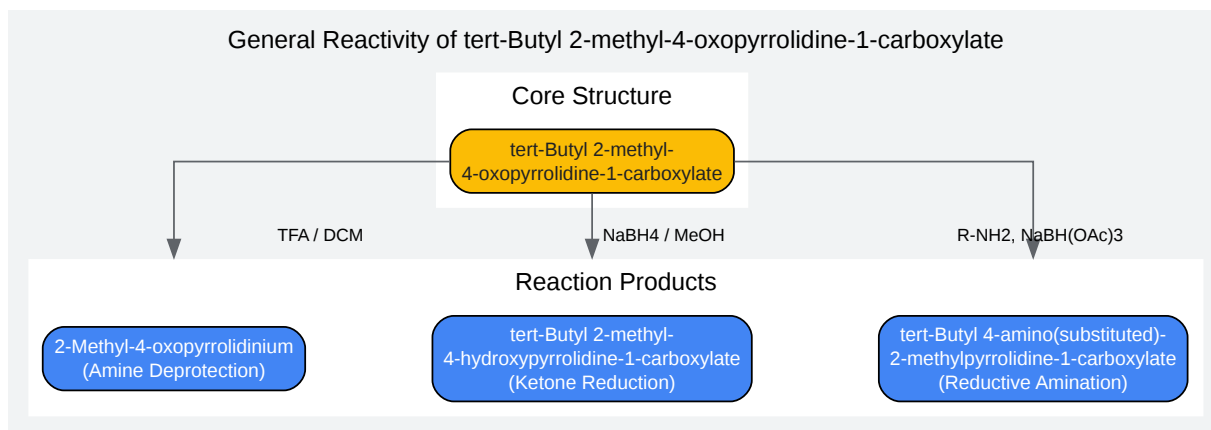 General Reactivity of tert-Butyl 2-methyl-4-oxopyrrolidine-1-carboxylate
Core Structure
tert-Butyl 2-methyl-
4-oxopyrrolidine-1-carboxylate
TFA / DCM
NaBH4 / MeOH
R-NH2, NaBH(OAc)3
Reaction Products
2-Methyl-4-oxopyrrolidinium
(Amine Deprotection)
tert-Butyl 2-methyl-
4-hydroxypyrrolidine-1-carboxylate
(Ketone Reduction)
tert-Butyl 4-amino(substituted)-
2-methylpyrrolidine-1-carboxylate
(Reductive Amination)